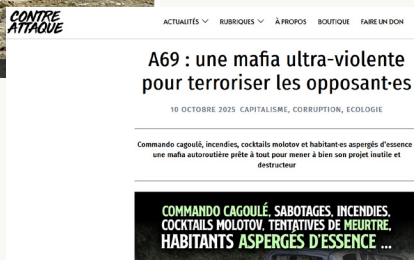 CONTRE
ATTAQUE
ACTUALITÉS RUBRIQUES À PROPOS BOUTIQUE FAIRE UN DON
A69 : une mafia ultra-violente
pour terroriser les opposant·es
10 OCTOBRE 2025 CAPITALISME, CORRUPTION, ECOLOGIE
Commando cagoulé, incendies, cocktails molotov et habitant·es aspergés d'essence
une mafia autoroutière prête à tout pour mener à bien son projet inutile et
destructeur
COMMANDO CAGOULÉ, SABOTAGES, INCENDIES,
COCKTAILS MOLOTOV, TENTATIVES DE MEURTRE,
HABITANTS ASPERGÉS D'ESSENCE ...